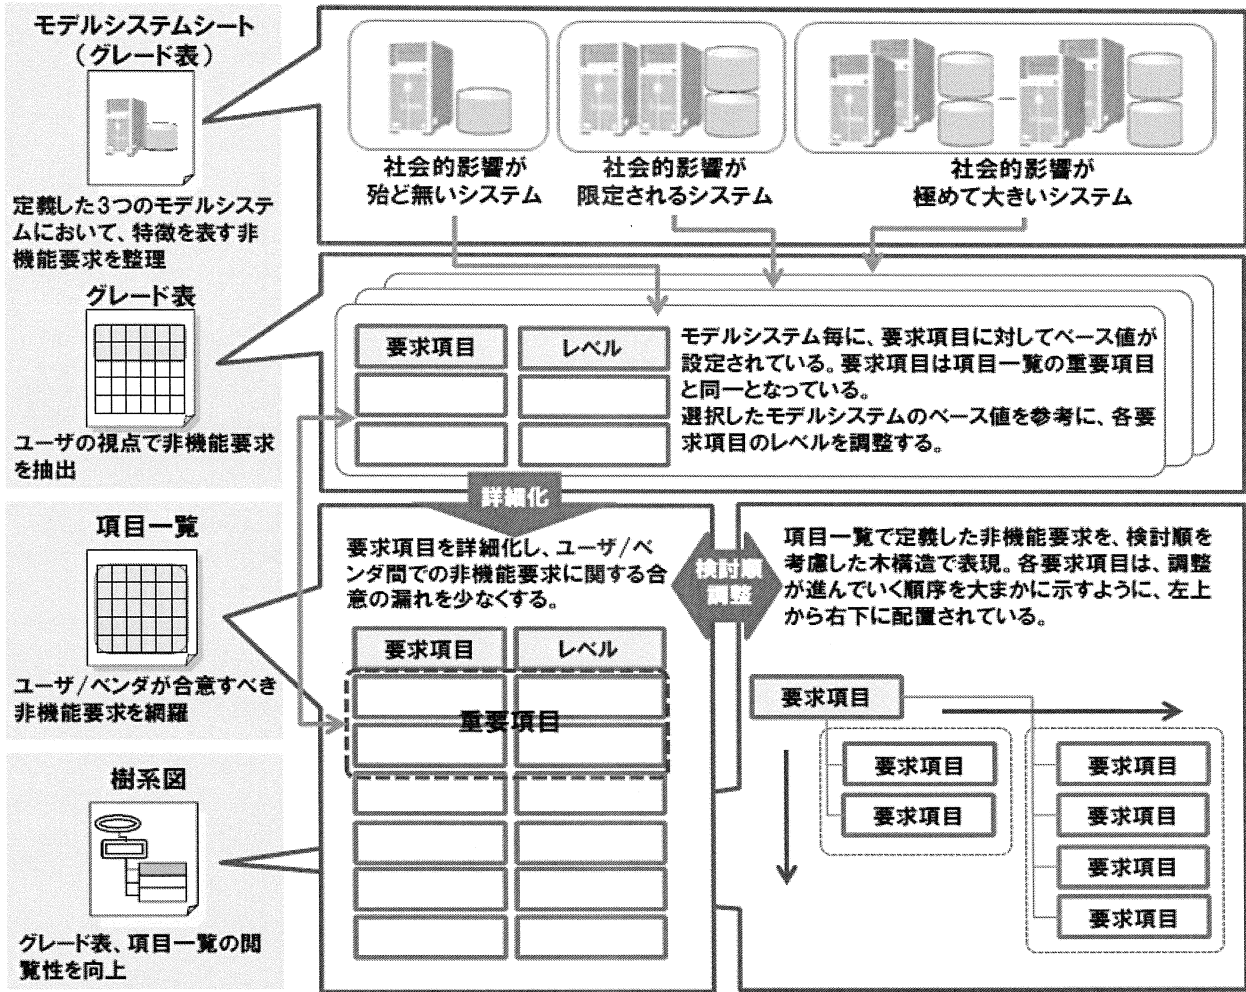 モデルシステムシート
(グレード表)
定義した3つのモデルシステ
ムにおいて、特徴を表す非
機能要求を整理
社会的影響が
殆ど無いシステム
社会的影響が
限定されるシステム
社会的影響が
極めて大きいシステム
グレード表
ユーザの視点で非機能要求
を抽出
要求項目
レベル
モデルシステム毎に、要求項目に対してベース値が
設定されている。要求項目は項目一覧の重要項目
と同一となっている。
選択したモデルシステムのベース値を参考に、各要
求項目のレベルを調整する。
詳細化
項目一覧
ユーザ/ベンダが合意すべき
非機能要求を網羅
要求項目を詳細化し、ユーザ/ベ
ンダ間での非機能要求に関する合
意の漏れを少なくする。
要求項目
レベル
重要項目
検討順
調整
項目一覧で定義した非機能要求を、検討順を
考慮した木構造で表現。各要求項目は、調整
が進んでいく順序を大まかに示すように、左上
から右下に配置されている。
要求項目
要求項目
要求項目
要求項目
要求項目
要求項目
要求項目
樹系図
グレード表、項目一覧の閲
覧性を向上